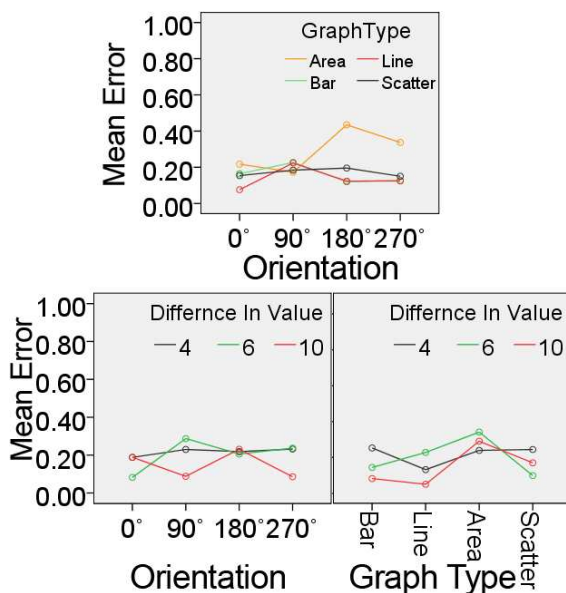 GraphType
Area Line
Bar Scatter
Mean Error
1.00
0.80
0.60
0.40
0.20
0.00
0° 90° 180° 270°
Orientation
Differnce In Value
4 6 10
Mean Error
1.00
0.80
0.60
0.40
0.20
0.00
0° 90° 180° 270°
Orientation
Differnce In Value
4 6 10
Bar Line Area Scatter
Graph Type